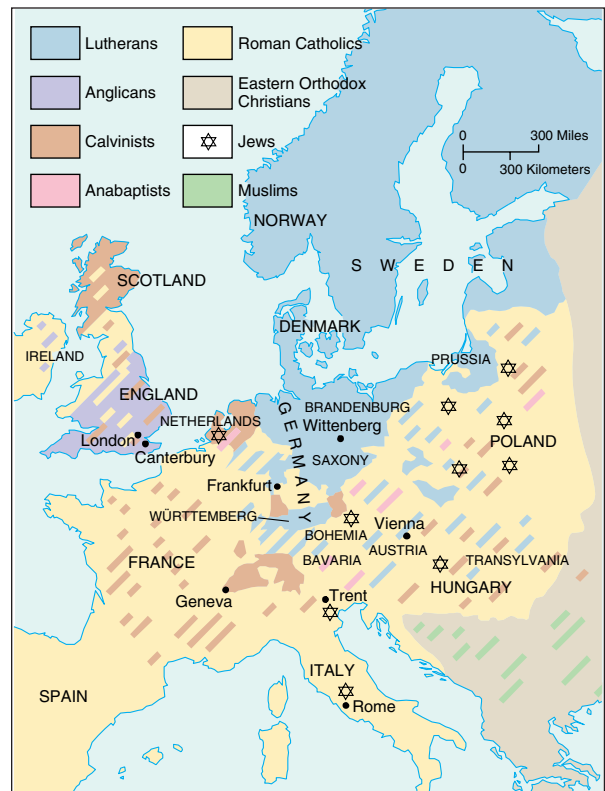 Lutherans
Roman Catholics
Anglicans
Eastern Orthodox
Christians
Calvinists
Jews
Anabaptists
Muslims
0 300 Miles
0 300 Kilometers
NORWAY
SWEDEN
SCOTLAND
DENMARK
IRELAND
PRUSSIA
ENGLAND
NETHERLANDS
GERMANY
BRANDENBURG
Wittenberg
London
POLAND
Canterbury
SAXONY
Frankfurt
WÜRTTEMBERG
BOHEMIA
Vienna
FRANCE
BAVARIA
AUSTRIA
TRANSYLVANIA
HUNGARY
Geneva
Trent
ITALY
SPAIN
Rome